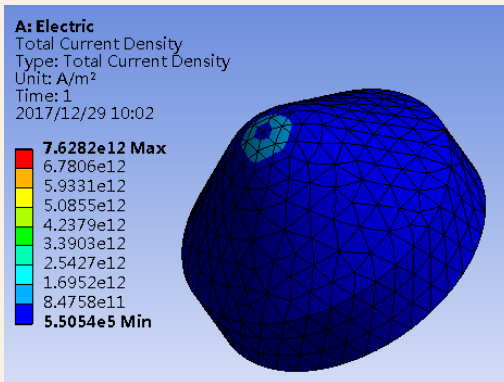 A: Electric
Total Current Density
Type: Total Current Density
Unit: A/m²
Time: 1
2017/12/29 10:02
7.6282e12 Max
6.7806e12
5.9331e12
5.0855e12
4.2379e12
3.3903e12
2.5427e12
1.6952e12
8.4758e11
5.5054e5 Min